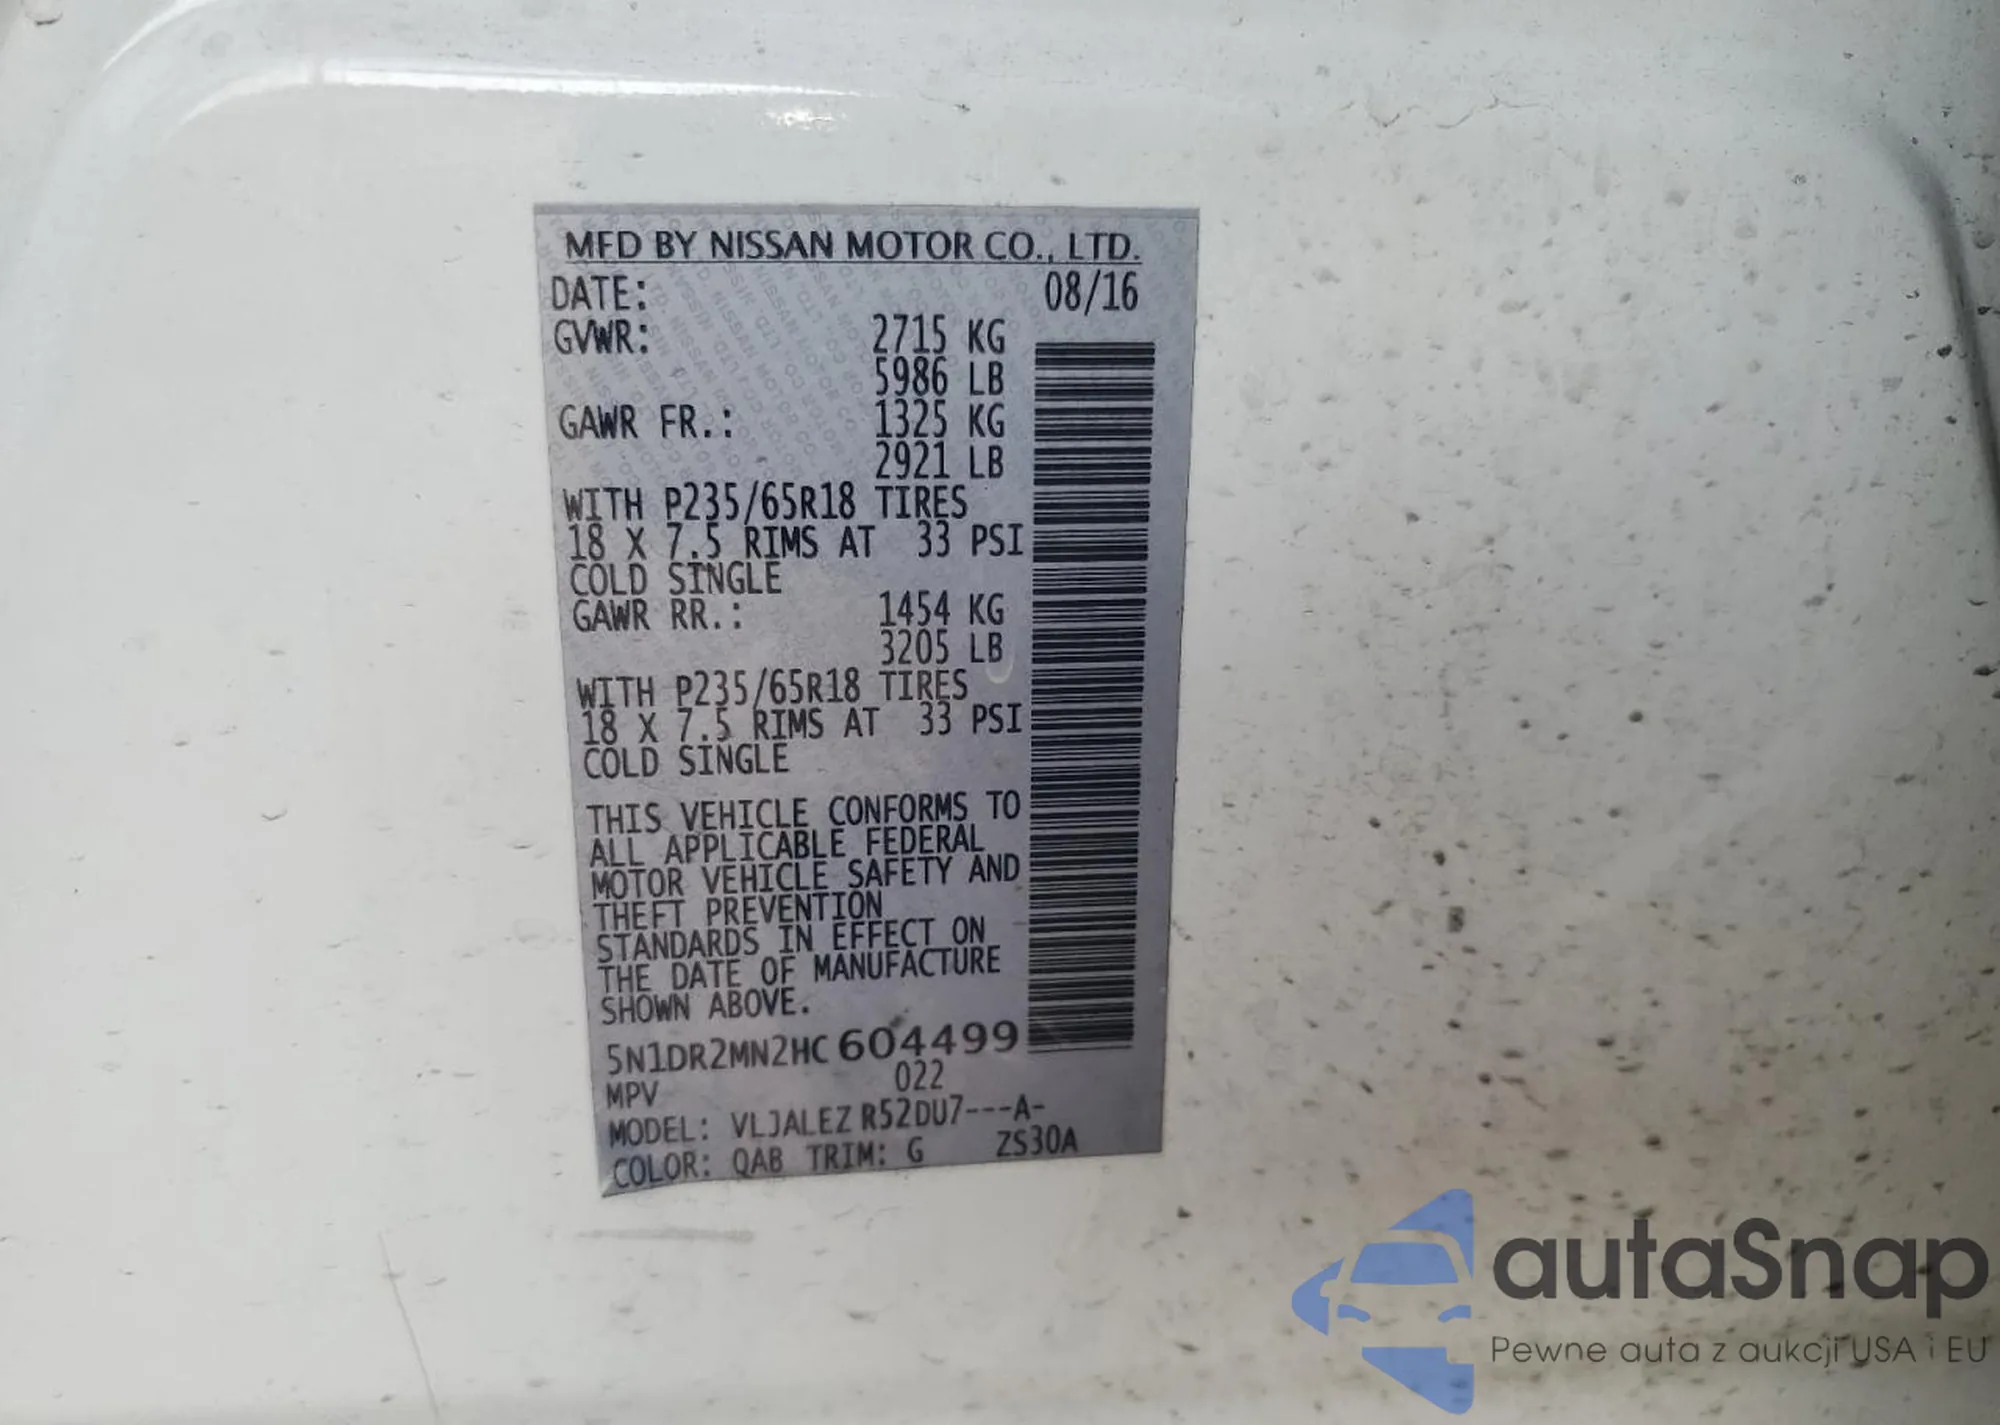 MFD BY NISSAN MOTOR CO., LTD.
DATE: 08/16
GVWR: 2715 KG
5986 LB
GAWR FR.: 1325 KG
2921 LB
WITH P235/65R18 TIRES
18 X 7.5 RIMS AT 33 PSI
COLD SINGLE
GAWR RR.: 1454 KG
3205 LB
WITH P235/65R18 TIRES
18 X 7.5 RIMS AT 33 PSI
COLD SINGLE
THIS VEHICLE CONFORMS TO
ALL APPLICABLE FEDERAL
MOTOR VEHICLE SAFETY AND
THEFT PREVENTION
STANDARDS IN EFFECT ON
THE DATE OF MANUFACTURE
SHOWN ABOVE.
5N1DR2MN2HC604499
MPV 022
MODEL: VLJALEZ R52DU7---A-
COLOR: QAB TRIM: G ZS30A
autaSnap
Pewne auta z aukcji USA i EU